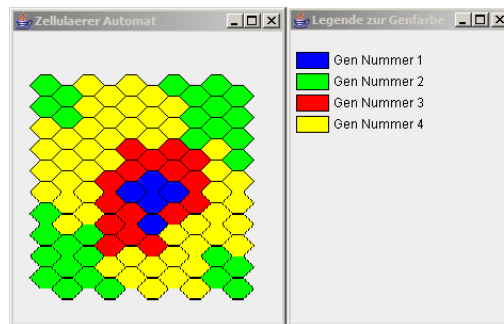 Zellulaerer Automat
Legende zur Genfarbe
Gen Nummer 1
Gen Nummer 2
Gen Nummer 3
Gen Nummer 4